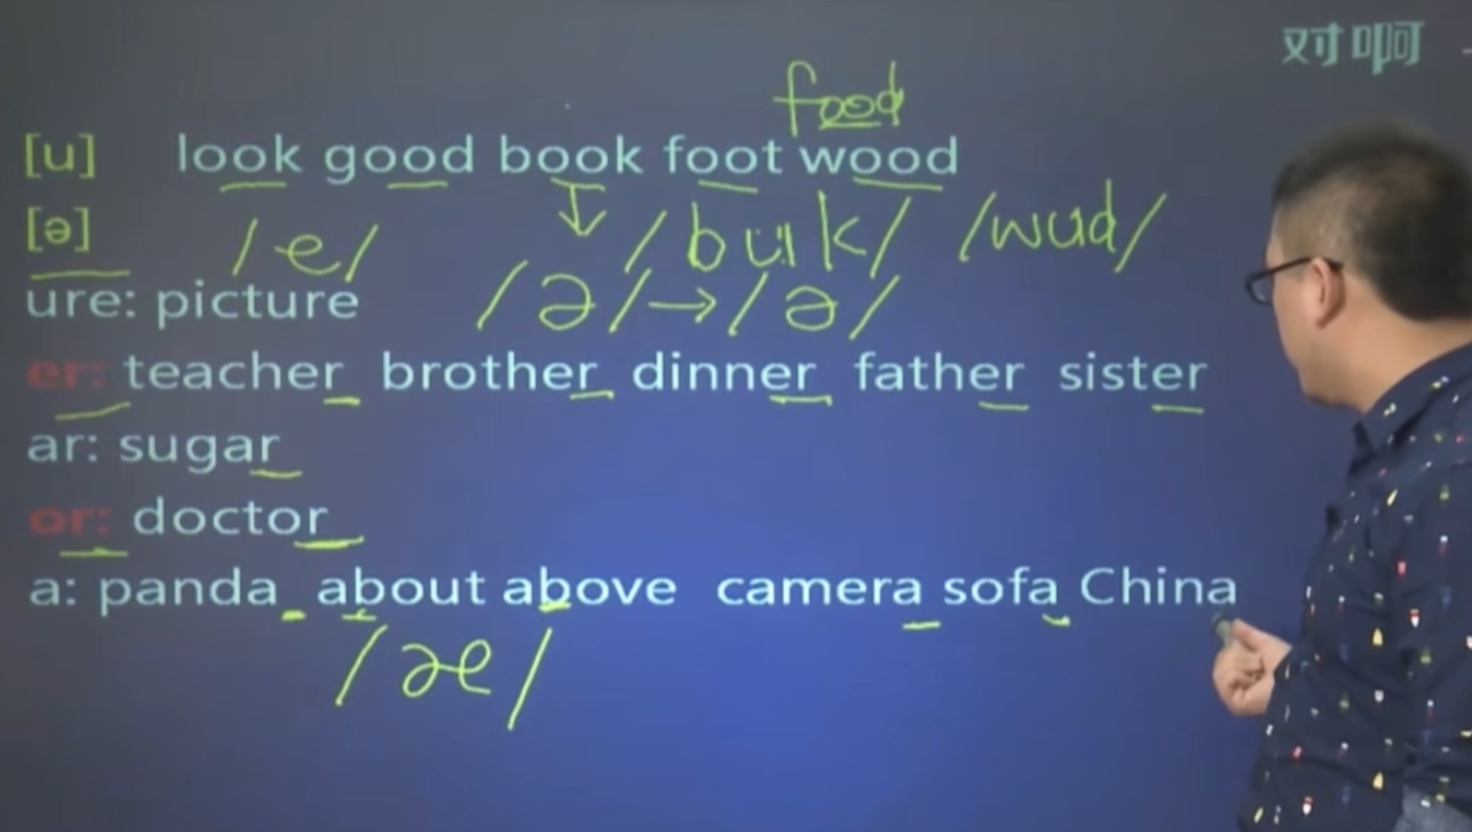 对啊
food
[u] look good book foot wood
[ə] /e/ /buk/ /wud/
ure: picture /ə/→/ə/
er: teacher brother dinner father sister
ar: sugar
or: doctor
a: panda about above camera sofa China
/æ/